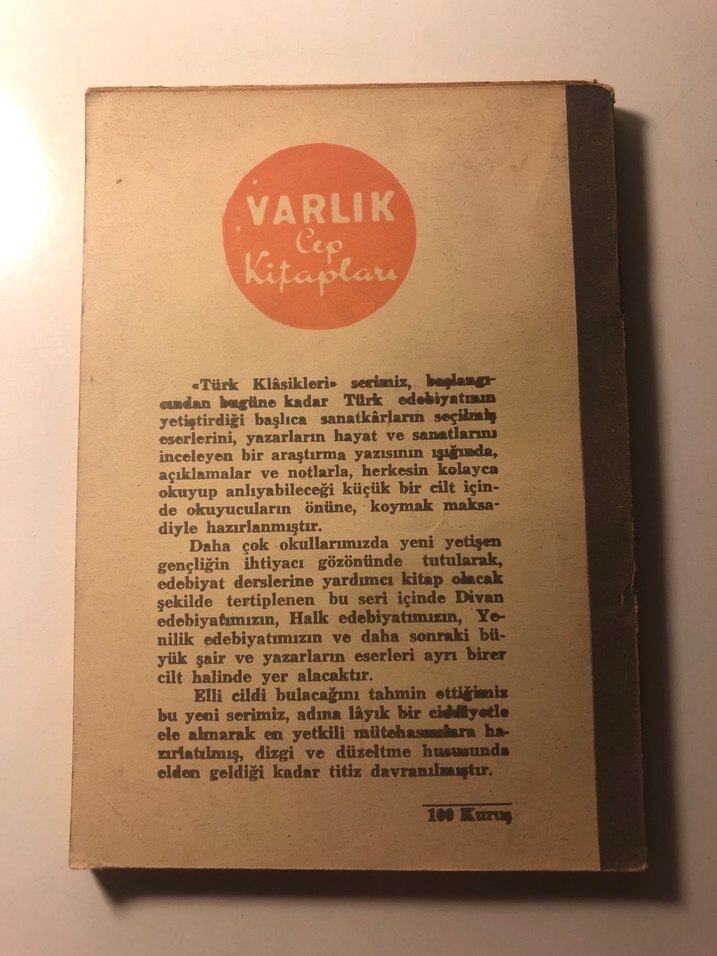 VARLIK
Cep
Kitapları
«Türk Klâsikleri» serimiz, başlangı-
cından bugüne kadar Türk edebiyatının
yetiştirdiği başlıca sanatkârların seçilmiş
eserlerini, yazarların hayat ve sanatlarını
inceleyen bir araştırma yazısının ışığında,
açıklamalar ve notlarla, herkesin kolayca
okuyup anlıyabileceği küçük bir cilt için-
de okuyucuların önüne, koymak maksa-
diyle hazırlanmıştır.
Daha çok okullarımızda yeni yetişen
gençliğin ihtiyacı gözönünde tutularak,
edebiyat derslerine yardımcı kitap olacak
şekilde tertiplenen bu seri içinde Divan
edebiyatımızın, Halk edebiyatımızın, Ye-
nilik edebiyatımızın ve daha sonraki bü-
yük şair ve yazarların eserleri ayrı birer
cilt halinde yer alacaktır.
Elli cildi bulacağını tahmin ettiğimiz
bu yeni serimiz, adına lâyık bir ciddiyetle
ele alınarak en yetkili mütehassıslara ha-
zırlatılmış, dizgi ve düzeltme hususunda
elden geldiği kadar titiz davranılmıştır.
100 Kuruş